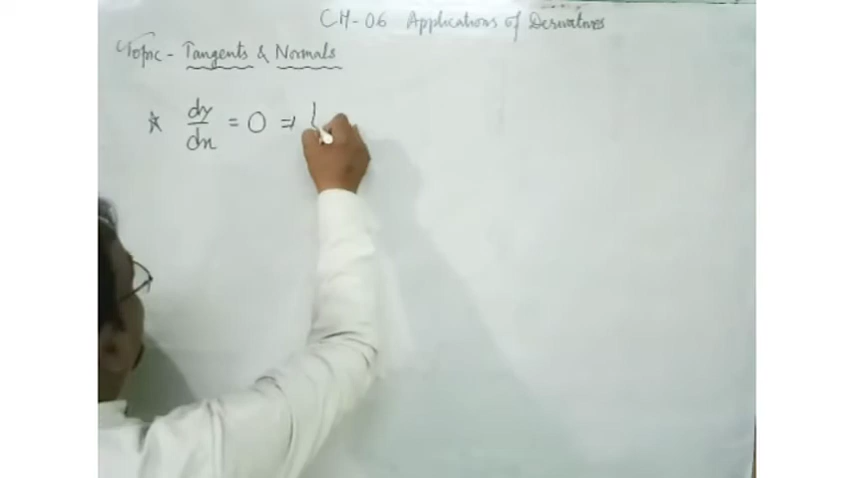 CH-06 Applications of Derivatives
Topic - Tangents & Normals
* dy/dx = 0 ⇒